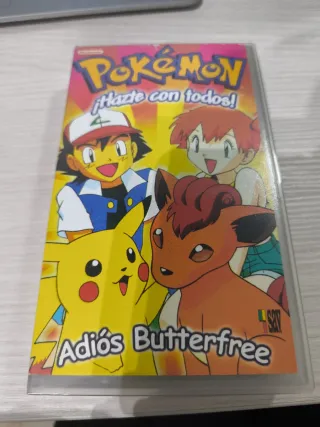 POKÉMON
¡Hazte con todos!
Adiós Butterfree